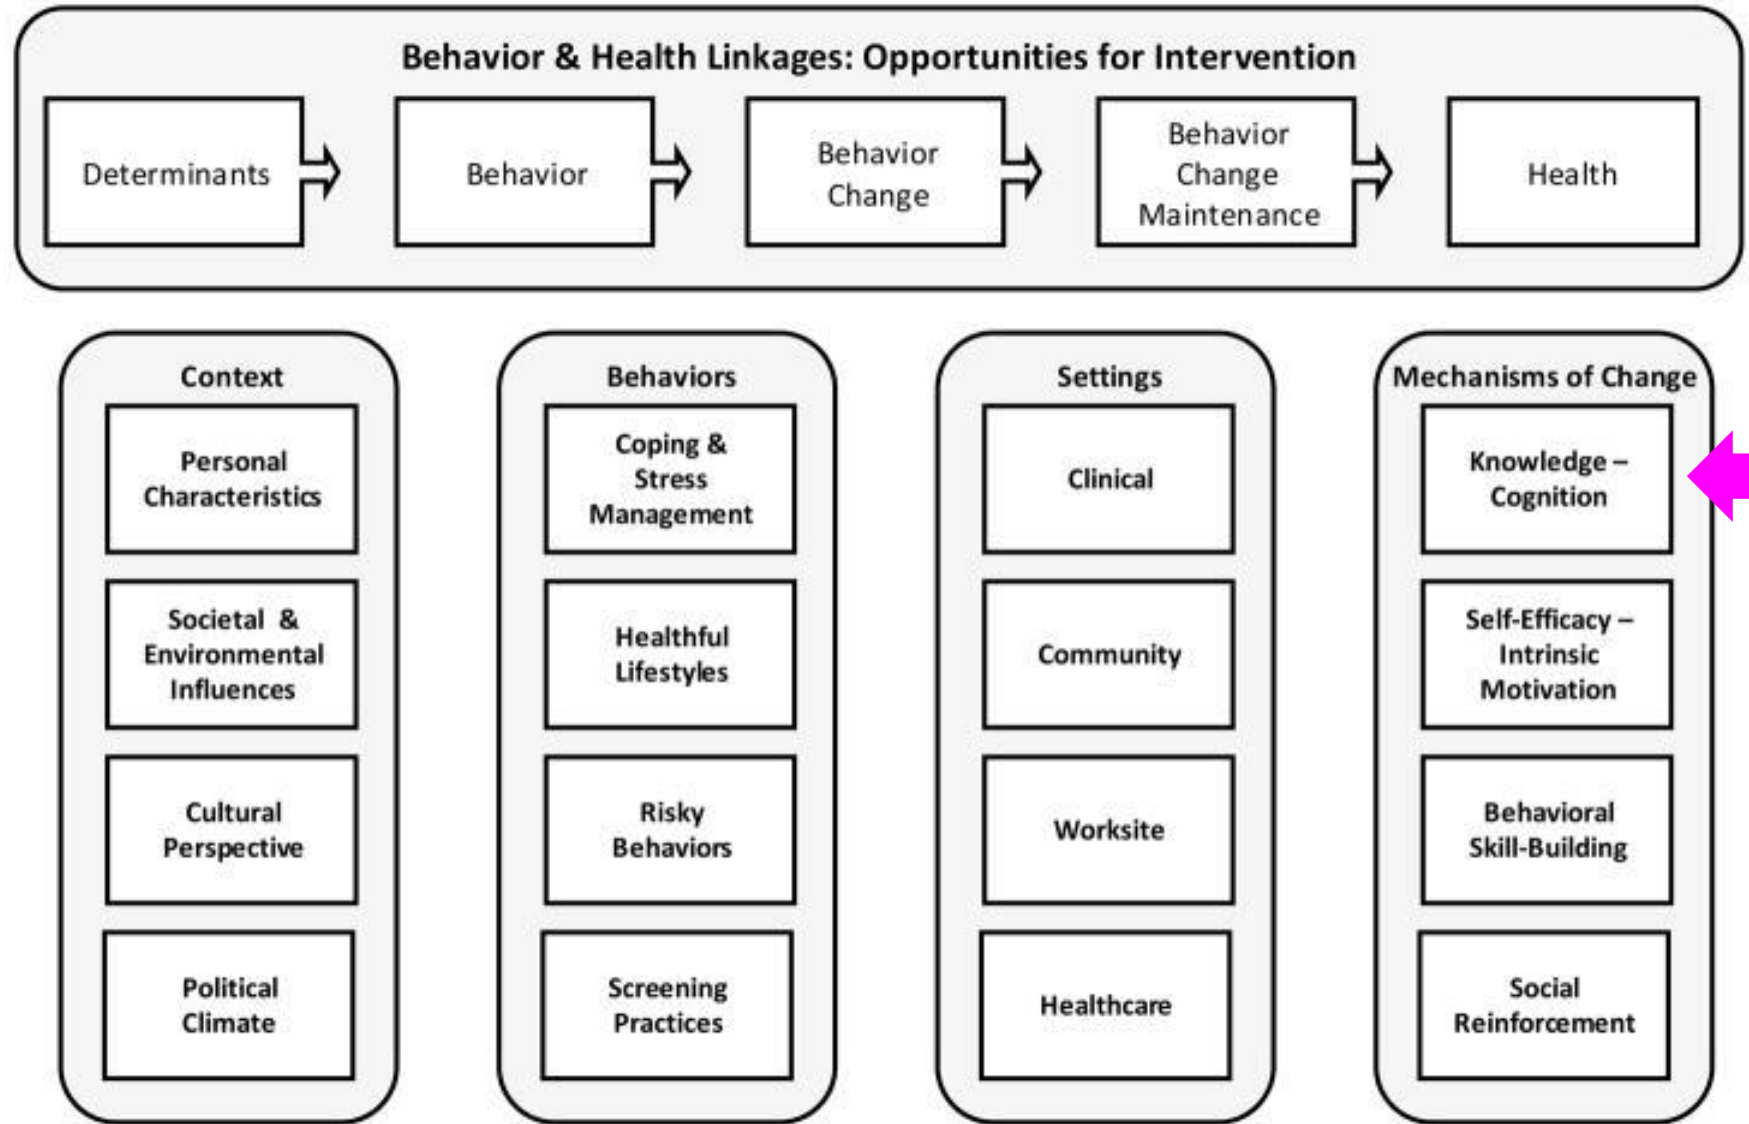 Behavior & Health Linkages: Opportunities for Intervention
Determinants
Behavior
Behavior
Change
Behavior
Change
Maintenance
Health
Context
Personal
Characteristics
Societal & 
Environmental
Influences
Cultural
Perspective
Political
Climate
Behaviors
Coping &
Stress
Management
Healthful
Lifestyles
Risky
Behaviors
Screening
Practices
Settings
Clinical
Community
Worksite
Healthcare
Mechanisms of Change
Knowledge –
Cognition
Self-Efficacy –
Intrinsic
Motivation
Behavioral
Skill-Building
Social
Reinforcement